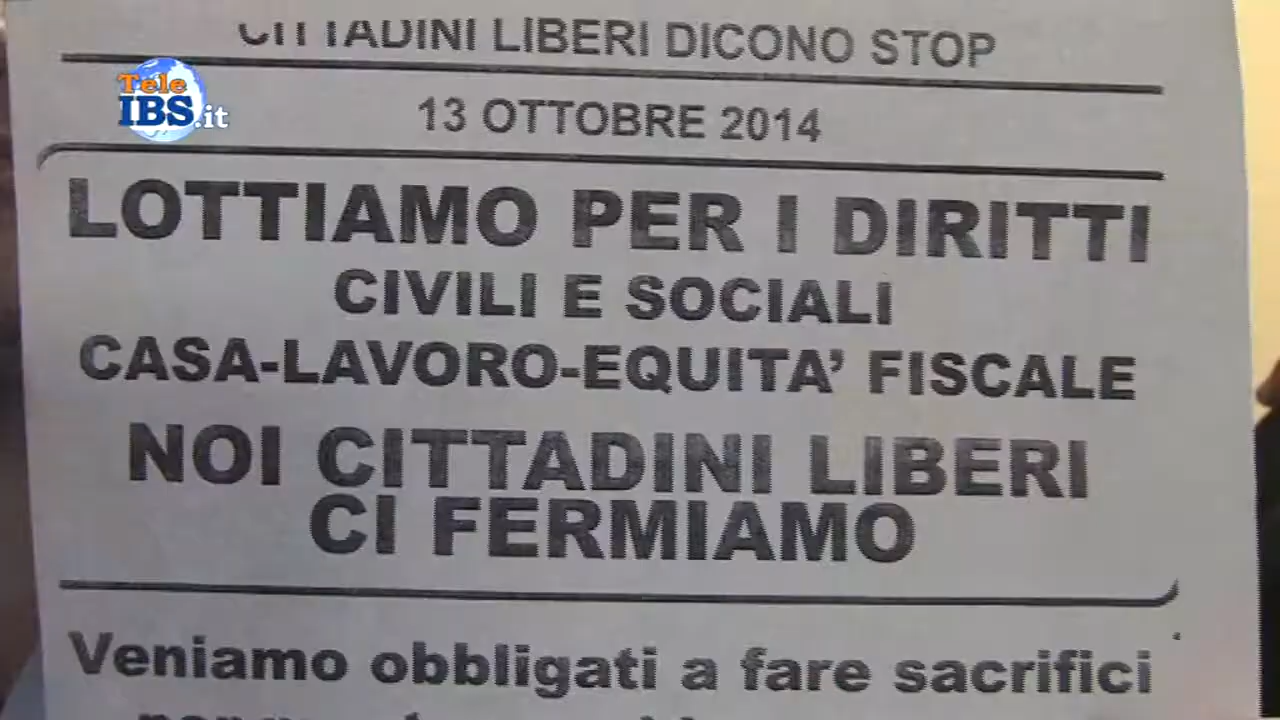 CITTADINI LIBERI DICONO STOP
Tele
IBS.it
13 OTTOBRE 2014
LOTTIAMO PER I DIRITTI
CIVILI E SOCIALI
CASA-LAVORO-EQUITA' FISCALE
NOI CITTADINI LIBERI
CI FERMIAMO
Veniamo obbligati a fare sacrifici